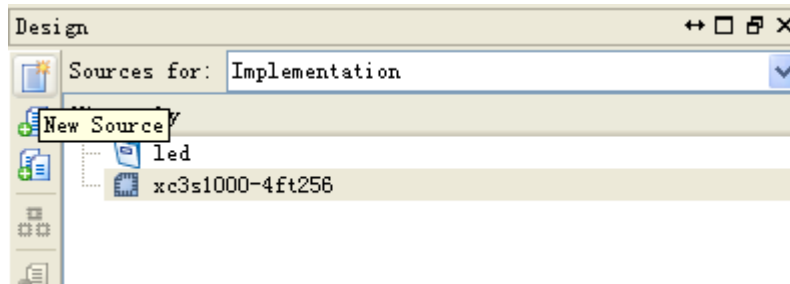 Design
Sources for: Implementation
New Source
led
xc3s1000-4ft256